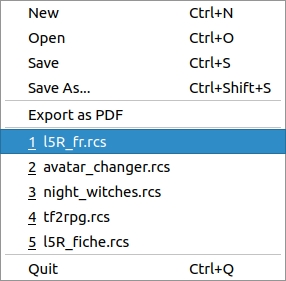 New Ctrl+N
Open Ctrl+O
Save Ctrl+S
Save As... Ctrl+Shift+S
Export as PDF
1 l5R_fr.rcs
2 avatar_changer.rcs
3 night_witches.rcs
4 tf2rpg.rcs
5 l5R_fiche.rcs
Quit Ctrl+Q